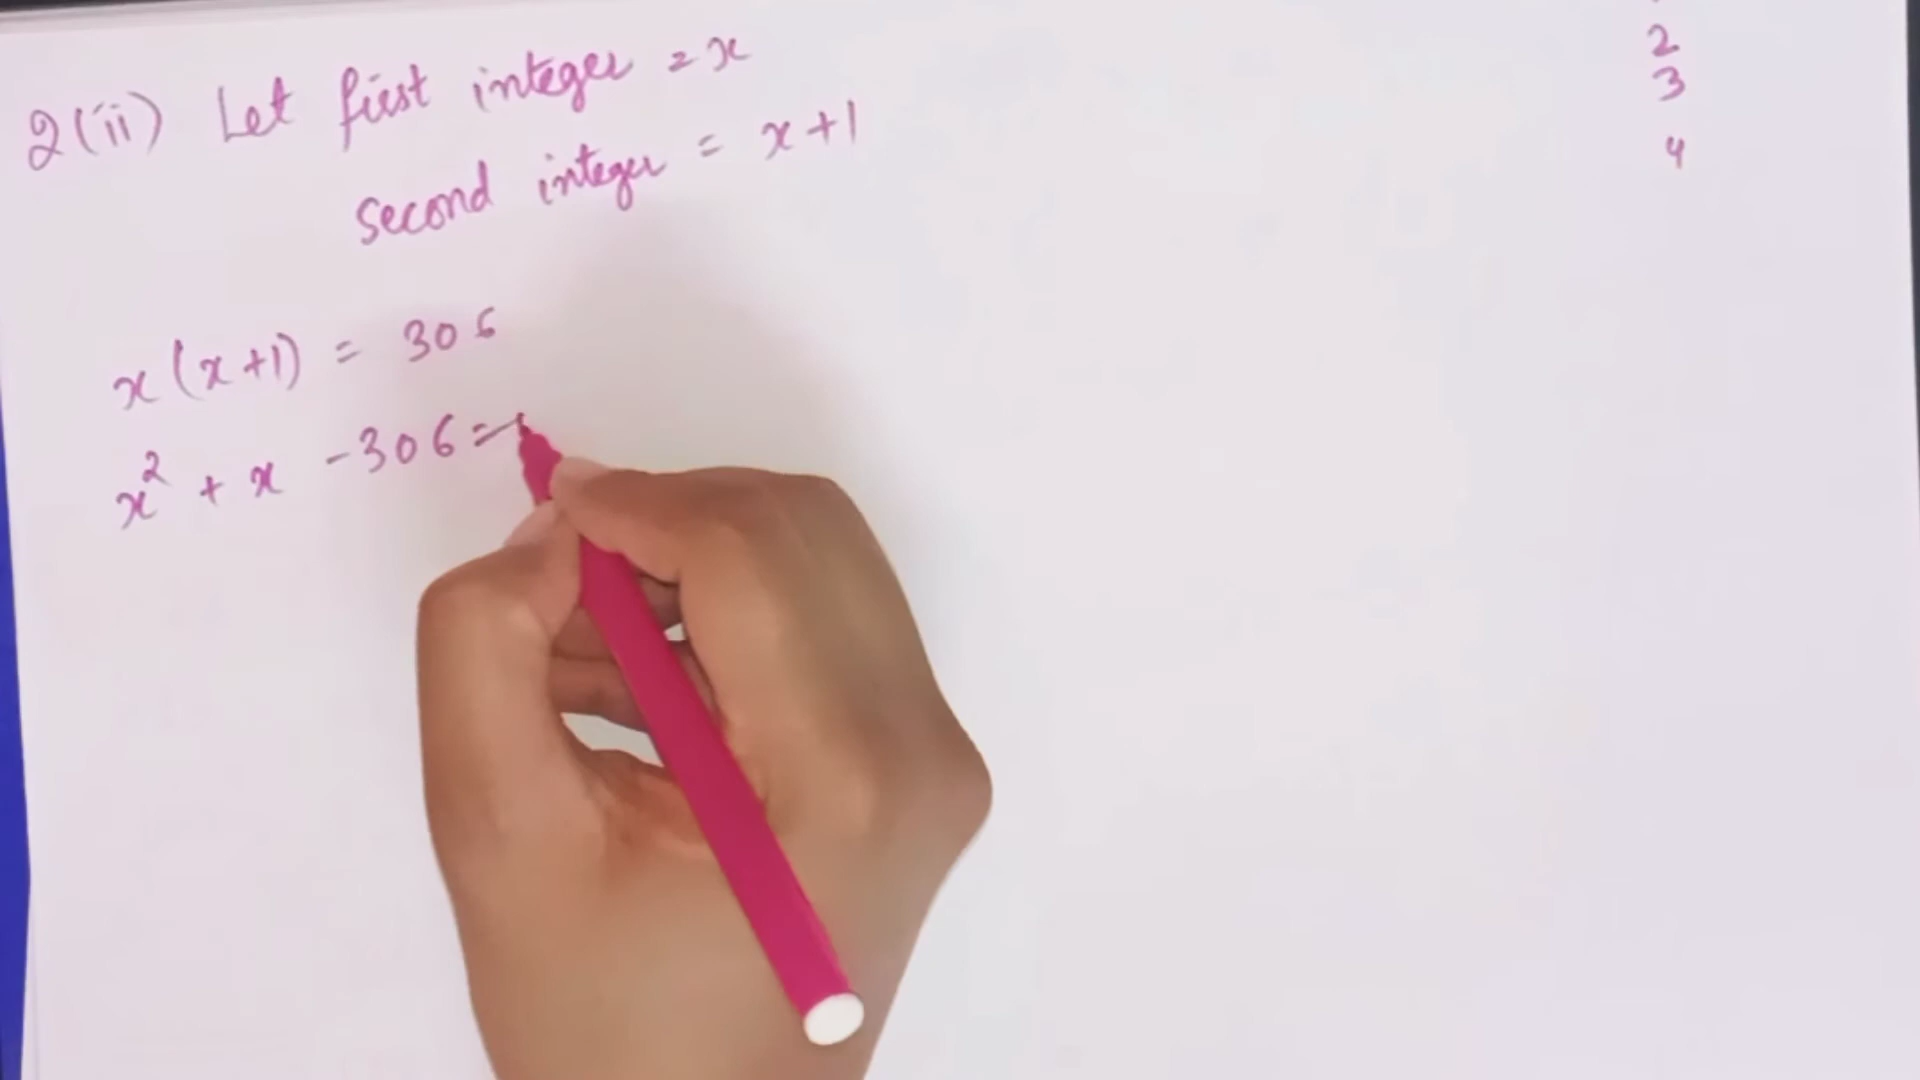 2(ii) Let first integer = x
Second integer = x+1
x(x+1) = 306
x² + x - 306 =
2
3
4